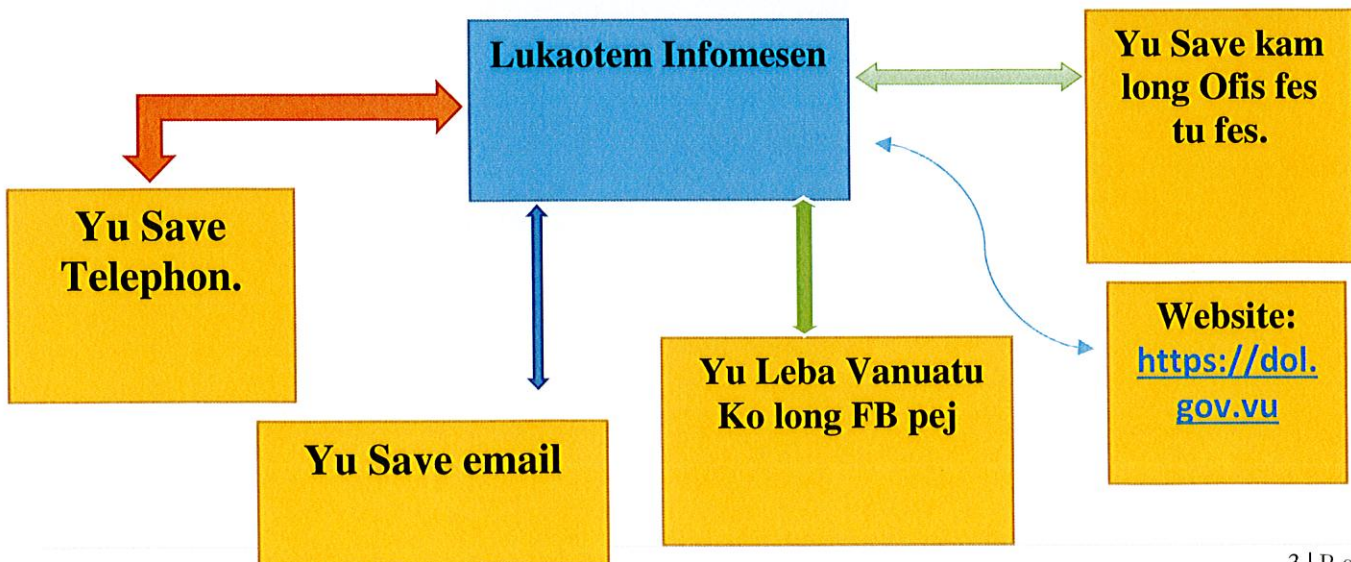 Lukaotem Infomesen
Yu Save kam
long Ofis fes
tu fes.
Yu Save
Telephon.
Website:
https://dol.
gov.vu
Yu Leba Vanuatu
Ko long FB pej
Yu Save email
3 | P